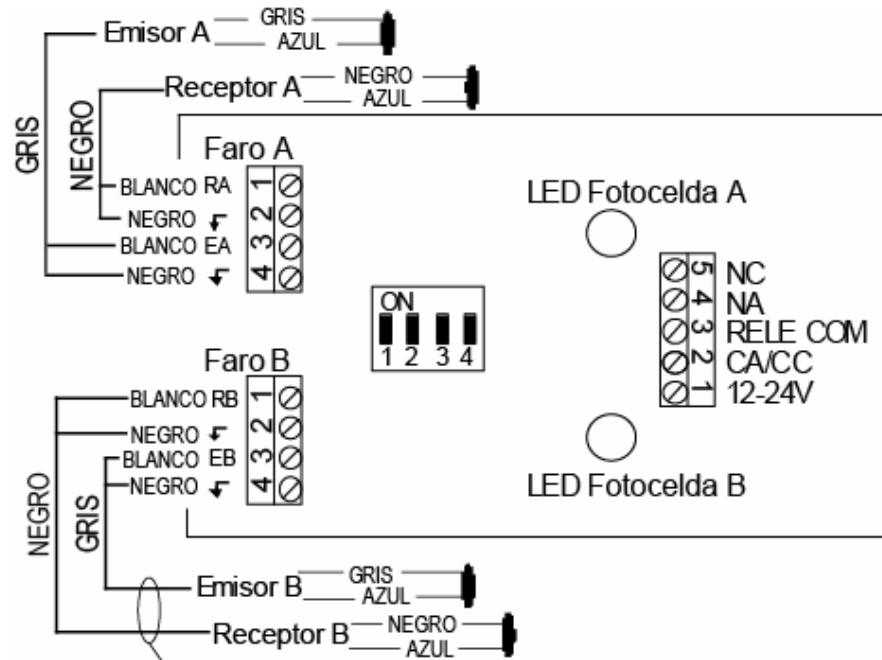 Emisor A GRIS
AZUL
Receptor A NEGRO
AZUL
GRIS
NEGRO
Faro A
BLANCO RA 1
NEGRO 2
BLANCO EA 3
NEGRO 4
LED Fotocelda A
ON
1 2 3 4
5 NC
4 NA
3 RELE COM
2 CA/CC
1 12-24V
Faro B
BLANCO RB 1
NEGRO 2
BLANCO EB 3
NEGRO 4
LED Fotocelda B
NEGRO
GRIS
Emisor B GRIS
AZUL
Receptor B NEGRO
AZUL